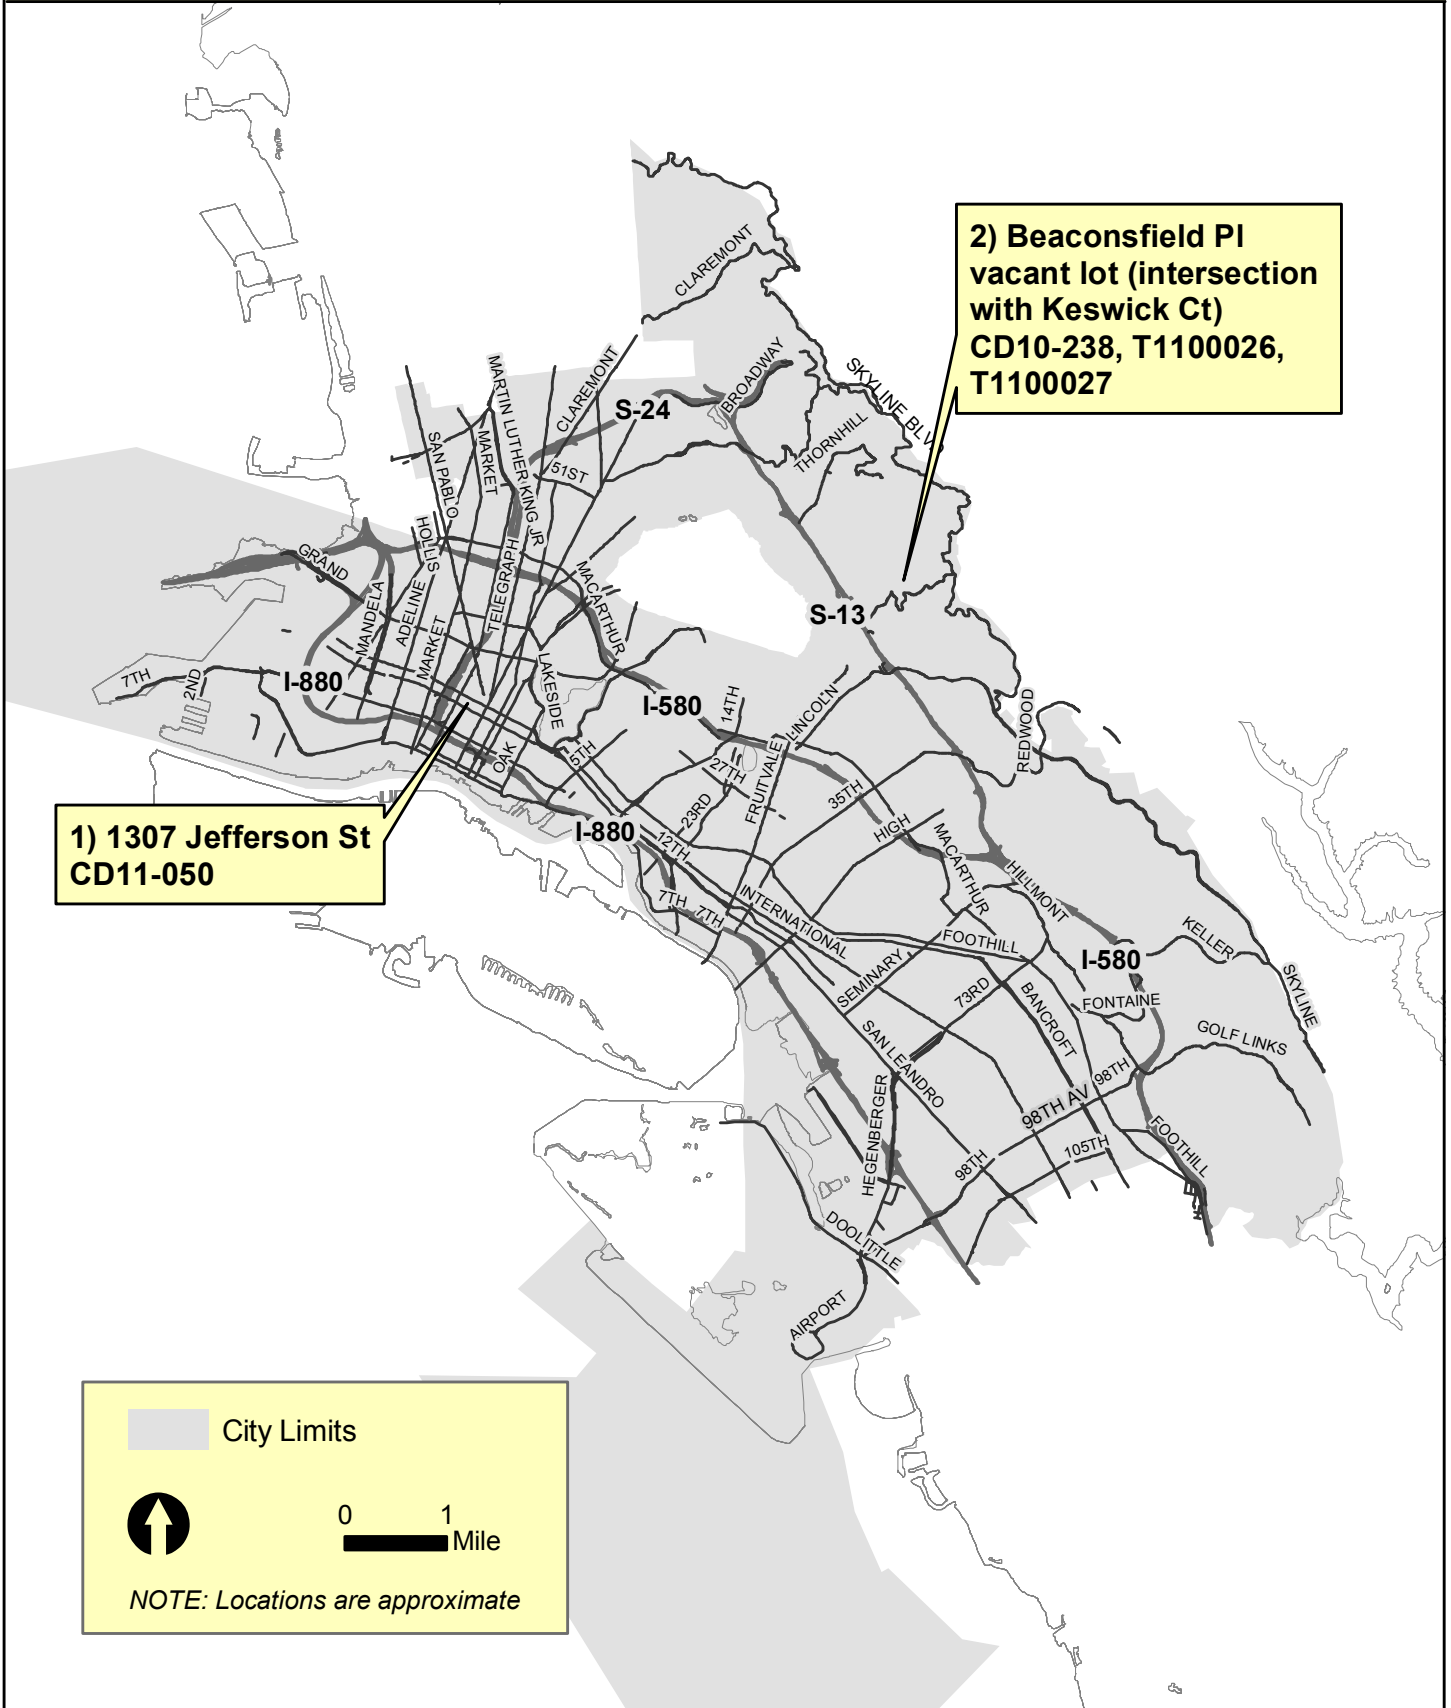 CLAREMONT
2) Beaconsfield Pl
vacant lot (intersection
with Keswick Ct)
CD10-238, T1100026,
T1100027
BROADWAY
SKYLINE BLV
MARTIN LUTHER KING JR
CLAREMONT
S-24
THORNHILL
SAN PABLO
MARKET
51ST
HOLLIS
GRAND
TELEGRAPH
MACARTHUR
MANDELA
ADELINE
MARKET
S-13
LAKESIDE
7TH
2ND
I-880
I-580
14TH
LINCOLN
REDWOOD
OAK
5TH
27TH
FRUITVALE
35TH
23RD
HIGH
MACARTHUR
1) 1307 Jefferson St
CD11-050
I-880
12TH
HILLMONT
7TH
7TH
INTERNATIONAL
FOOTHILL
KELLER
I-580
SEMINARY
73RD
BANCROFT
FONTAINE
SKYLINE
SAN LEANDRO
GOLF LINKS
HEGENBERGER
98TH AV
98TH
98TH
105TH
FOOTHILL
DOOLITTLE
AIRPORT
City Limits
0 1
Mile
NOTE: Locations are approximate